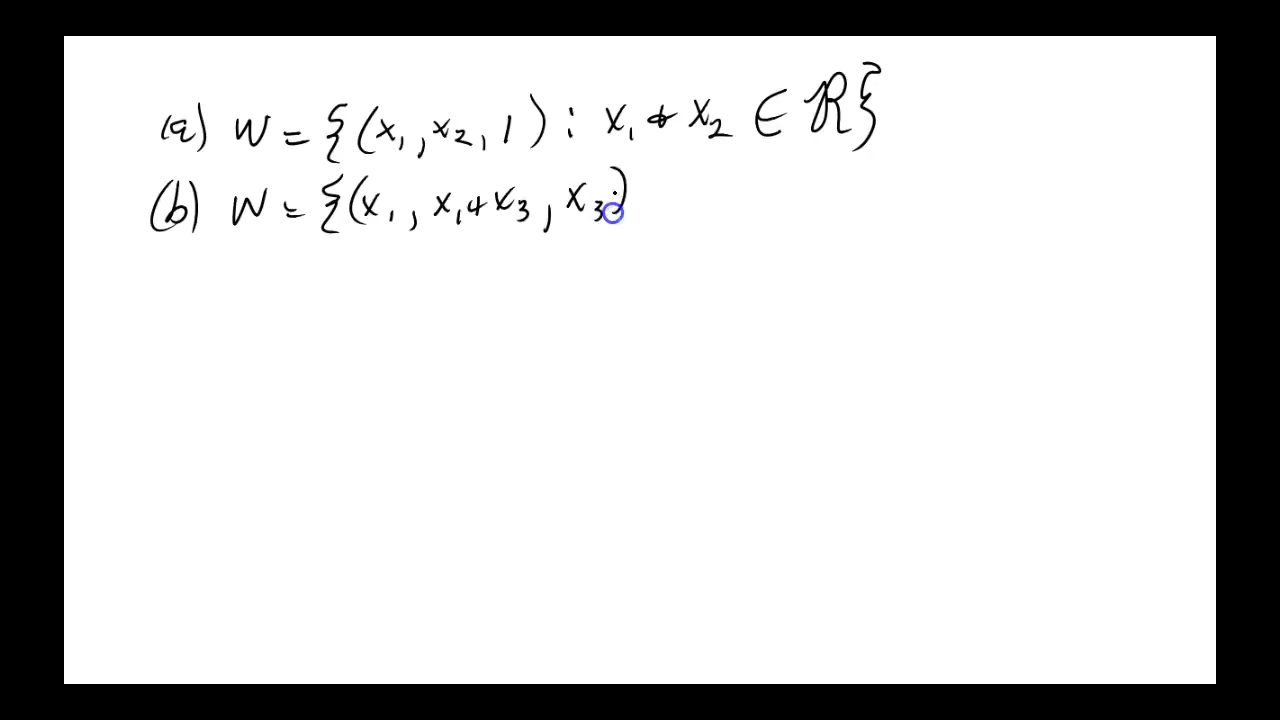 (a) W = {(x₁, x₂, 1) : x₁ & x₂ ∈ ℝ}
(b) W = {(x₁, x₁+x₃, x₃)